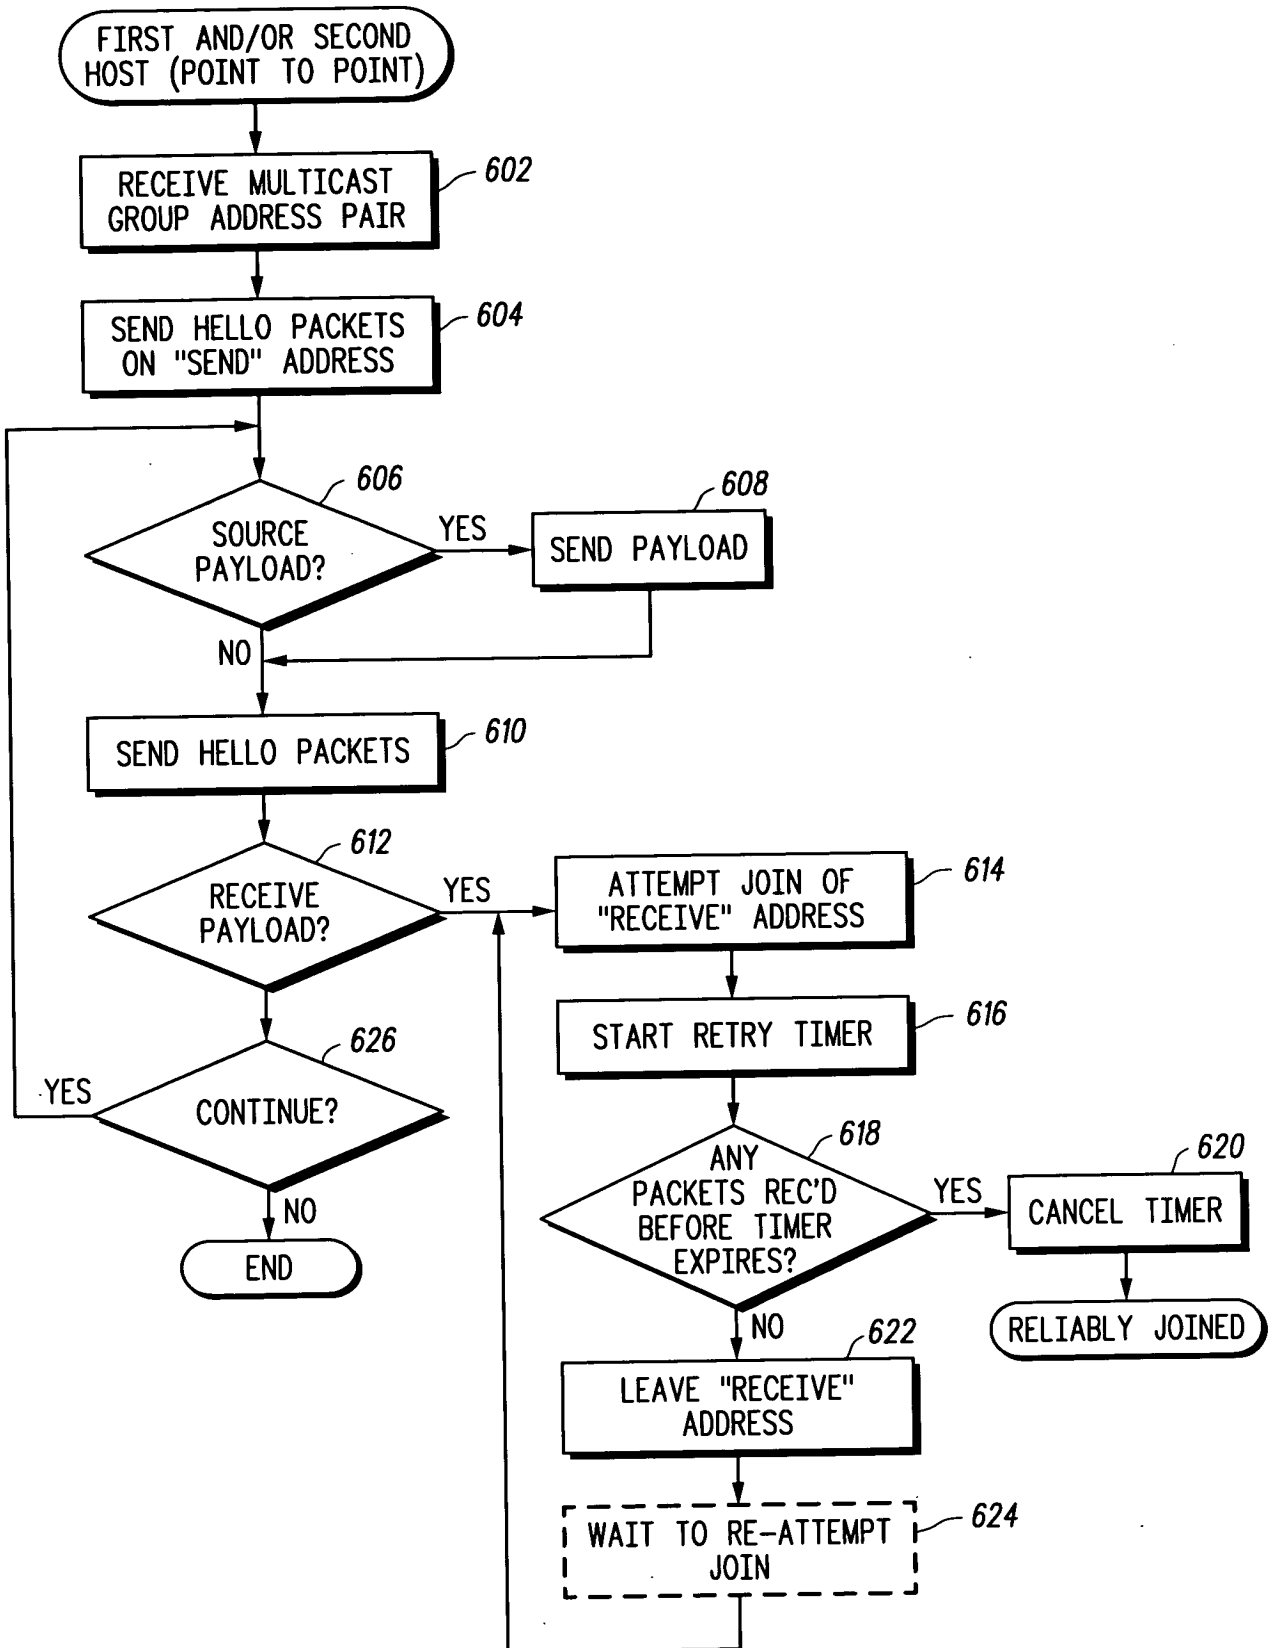 FIRST AND/OR SECOND
HOST (POINT TO POINT)
RECEIVE MULTICAST
GROUP ADDRESS PAIR
602
SEND HELLO PACKETS
ON "SEND" ADDRESS
604
606
SOURCE
PAYLOAD?
YES
608
SEND PAYLOAD
NO
SEND HELLO PACKETS
610
612
RECEIVE
PAYLOAD?
YES
ATTEMPT JOIN OF
"RECEIVE" ADDRESS
614
START RETRY TIMER
616
626
YES
CONTINUE?
NO
END
618
ANY
PACKETS REC'D
BEFORE TIMER
EXPIRES?
YES
620
CANCEL TIMER
RELIABLY JOINED
NO
622
LEAVE "RECEIVE"
ADDRESS
WAIT TO RE-ATTEMPT
JOIN
624